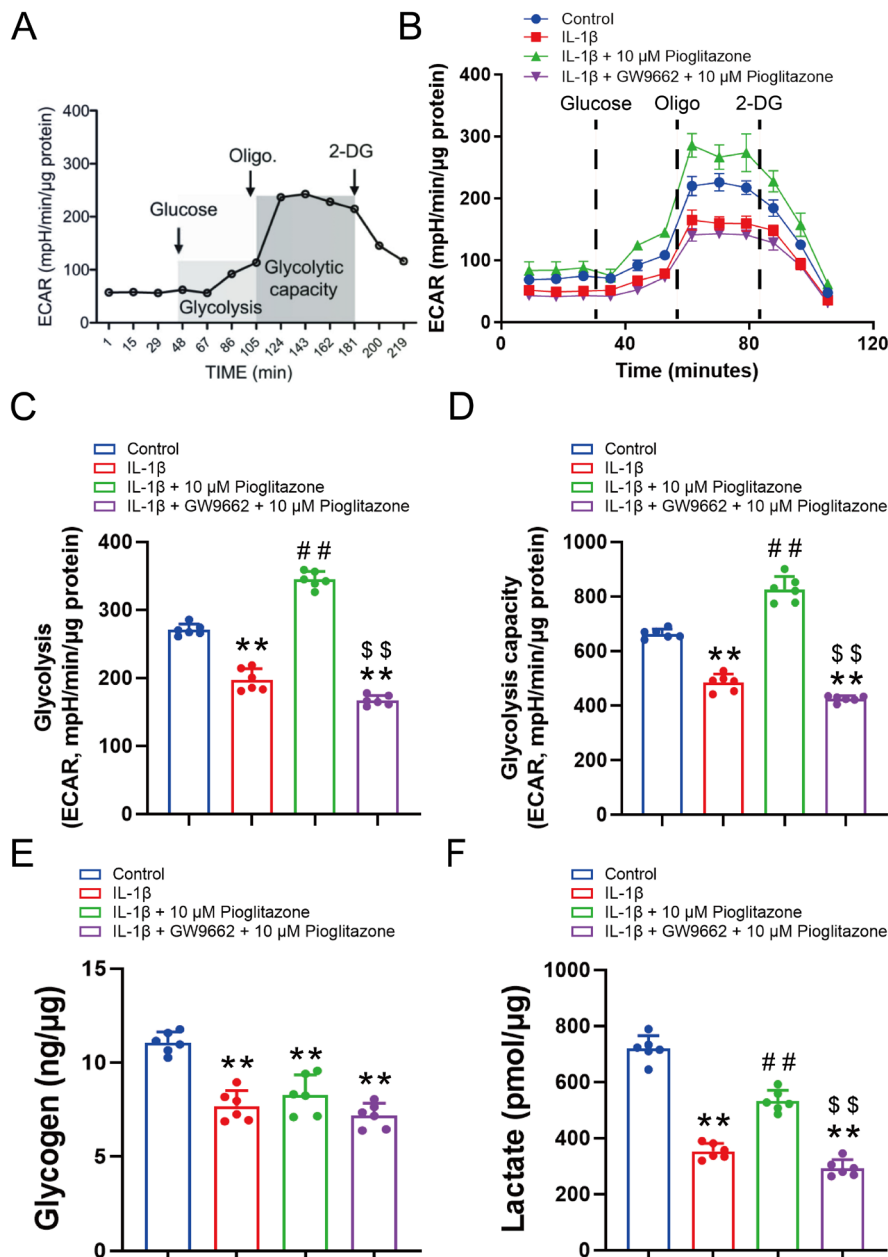 A
ECAR (mpH/min/μg protein)
400
300
200
100
0
Glucose
Oligo.
2-DG
Glycolysis
Glycolytic
capacity
1
15
29
48
67
86
105
124
143
162
181
200
219
TIME (min)
B
Control
IL-1β
IL-1β + 10 μM Pioglitazone
IL-1β + GW9662 + 10 μM Pioglitazone
Glucose
Oligo
2-DG
ECAR (mpH/min/μg protein)
400
300
200
100
0
0
40
80
120
Time (minutes)
C
Control
IL-1β
IL-1β + 10 μM Pioglitazone
IL-1β + GW9662 + 10 μM Pioglitazone
Glycolysis
(ECAR, mpH/min/μg protein)
400
300
200
100
0
**
##
$$
**
D
Control
IL-1β
IL-1β + 10 μM Pioglitazone
IL-1β + GW9662 + 10 μM Pioglitazone
Glycolysis capacity
(ECAR, mpH/min/μg protein)
1000
800
600
400
200
0
**
##
$$
**
E
Control
IL-1β
IL-1β + 10 μM Pioglitazone
IL-1β + GW9662 + 10 μM Pioglitazone
Glycogen (ng/μg)
15
10
5
0
**
**
**
F
Control
IL-1β
IL-1β + 10 μM Pioglitazone
IL-1β + GW9662 + 10 μM Pioglitazone
Lactate (pmol/μg)
1000
800
600
400
200
0
**
##
$$
**